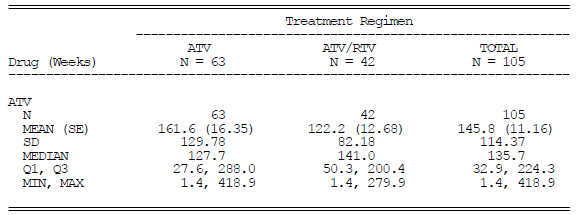 Treatment Regimen
ATV ATV/RTV TOTAL
Drug (Weeks) N = 63 N = 42 N = 105
ATV
N 63 42 105
MEAN (SE) 161.6 (16.35) 122.2 (12.68) 145.8 (11.16)
SD 129.78 82.18 114.37
MEDIAN 127.7 141.0 135.7
Q1, Q3 27.6, 288.0 50.3, 200.4 32.9, 224.3
MIN, MAX 1.4, 418.9 1.4, 279.9 1.4, 418.9